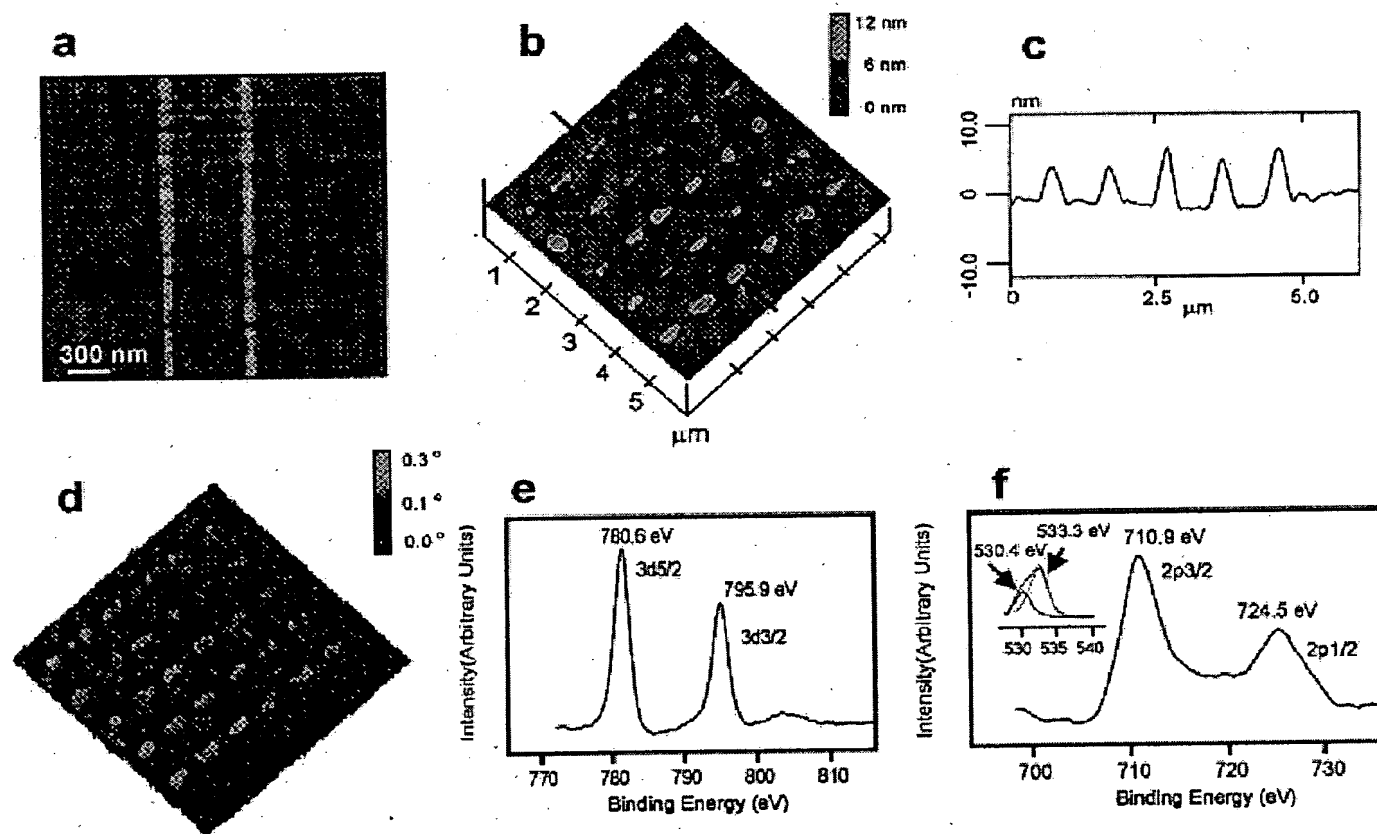 a
300 nm
b
12 nm
6 nm
0 nm
1
2
3
4
5
μm
c
nm
10.0
0
-10.0
0
2.5
5.0
μm
d
0.3°
0.1°
0.0°
e
Intensity(Arbitrary Units)
780.6 eV
3d5/2
795.9 eV
3d3/2
770 780 790 800 810
Binding Energy (eV)
f
Intensity(Arbitrary Units)
533.3 eV
530.4 eV
530 535 540
710.9 eV
2p3/2
724.5 eV
2p1/2
700 710 720 730
Binding Energy (eV)